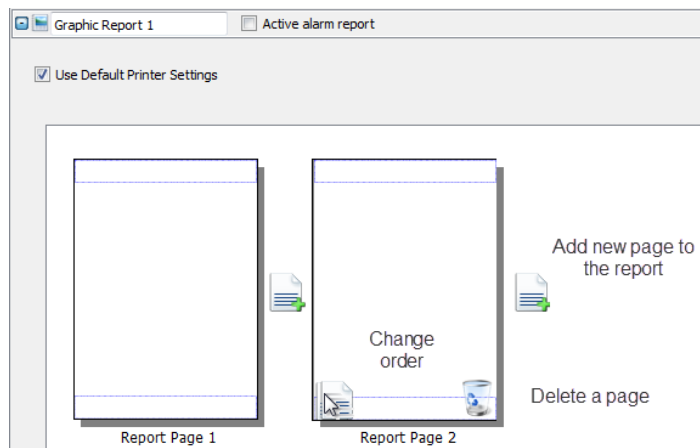 Graphic Report 1 Active alarm report
Use Default Printer Settings
Add new page to
the report
Change
order
Delete a page
Report Page 1 Report Page 2